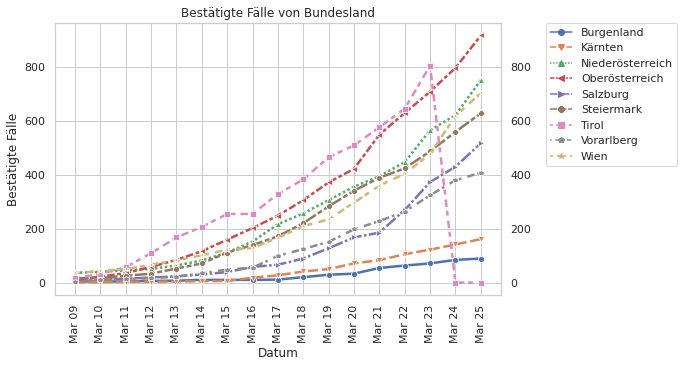 Bestätigte Fälle von Bundesland
Bestätigte Fälle
800
600
400
200
0
800
600
400
200
0
Mar 09
Mar 10
Mar 11
Mar 12
Mar 13
Mar 14
Mar 15
Mar 16
Mar 17
Mar 18
Mar 19
Mar 20
Mar 21
Mar 22
Mar 23
Mar 24
Mar 25
Datum
Burgenland
Kärnten
Niederösterreich
Oberösterreich
Salzburg
Steiermark
Tirol
Vorarlberg
Wien